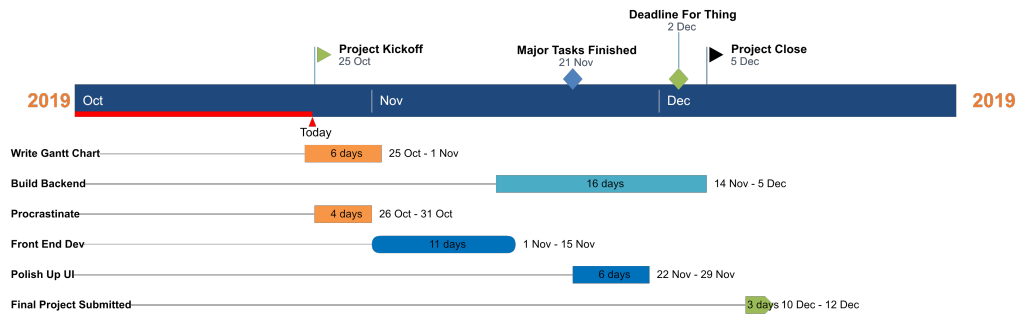 Deadline For Thing
2 Dec
Project Kickoff
25 Oct
Major Tasks Finished
21 Nov
Project Close
5 Dec
2019 Oct Nov Dec 2019
Today
Write Gantt Chart 6 days 25 Oct - 1 Nov
Build Backend 16 days 14 Nov - 5 Dec
Procrastinate 4 days 26 Oct - 31 Oct
Front End Dev 11 days 1 Nov - 15 Nov
Polish Up UI 6 days 22 Nov - 29 Nov
Final Project Submitted 3 days 10 Dec - 12 Dec